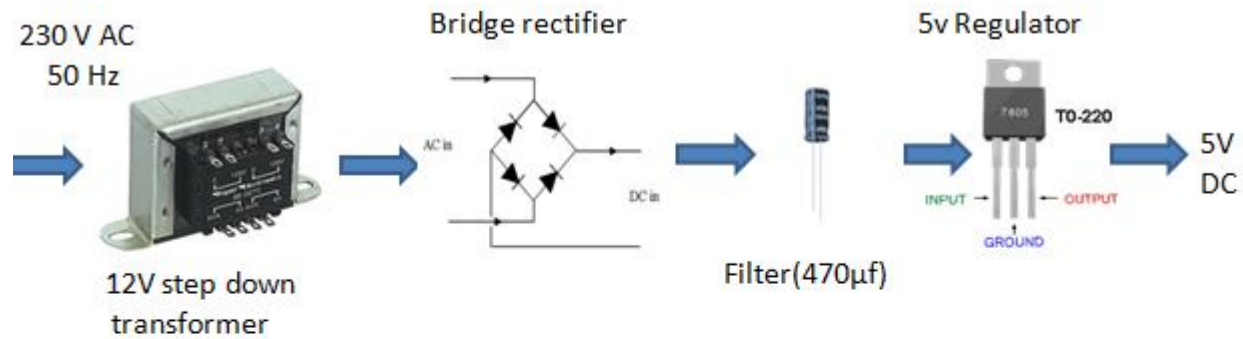 230 V AC
50 Hz
12V step down
transformer
Bridge rectifier
AC in
DC in
Filter(470µf)
5v Regulator
7805
T0-220
INPUT
OUTPUT
GROUND
5V
DC